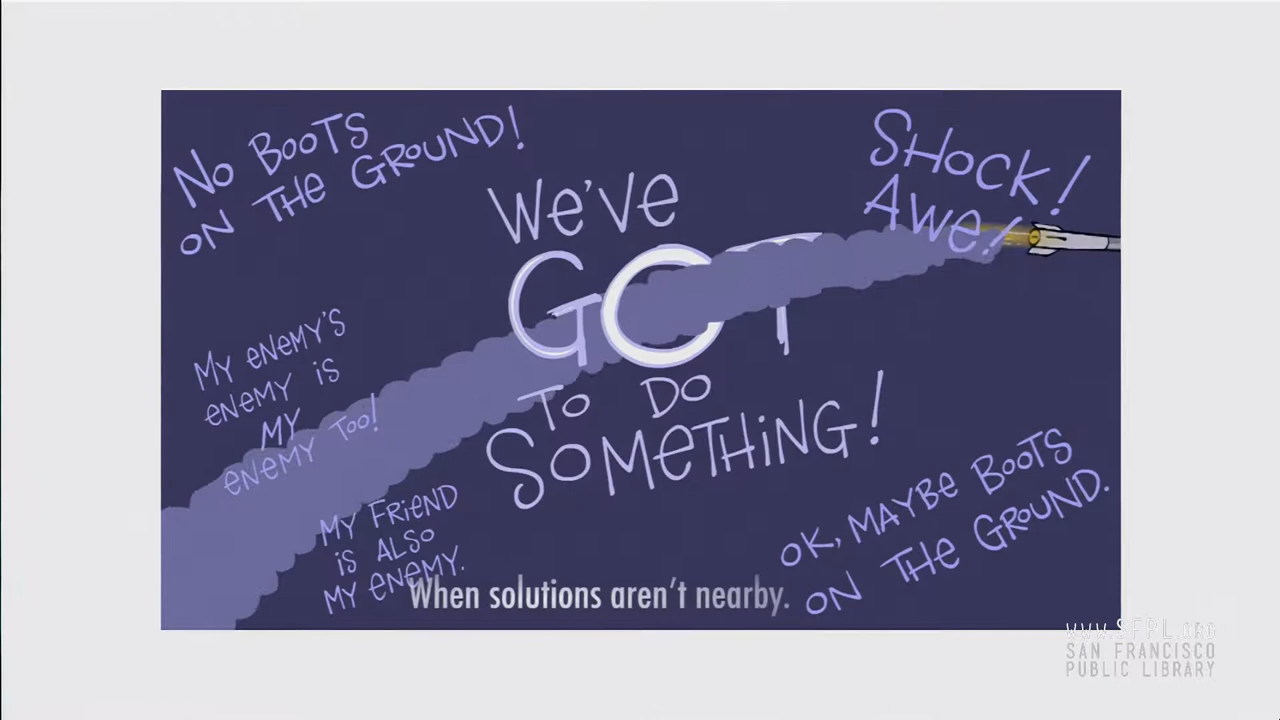 No Boots
on the Ground!
Shock!
Awe!
We've
Got
to do
Something!
My enemy's
enemy is
my
enemy too!
My friend
is also
my enemy.
OK, maybe boots
on the ground.
When solutions aren't nearby.
www.SFPL.org
SAN FRANCISCO
PUBLIC LIBRARY